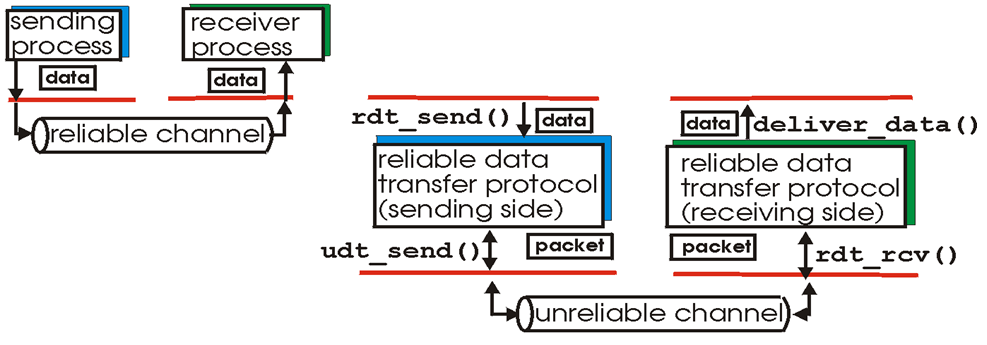 sending
process
receiver
process
data
data
reliable channel
rdt_send()
data
data
deliver_data()
reliable data
transfer protocol
(sending side)
reliable data
transfer protocol
(receiving side)
udt_send()
packet
packet
rdt_rcv()
unreliable channel